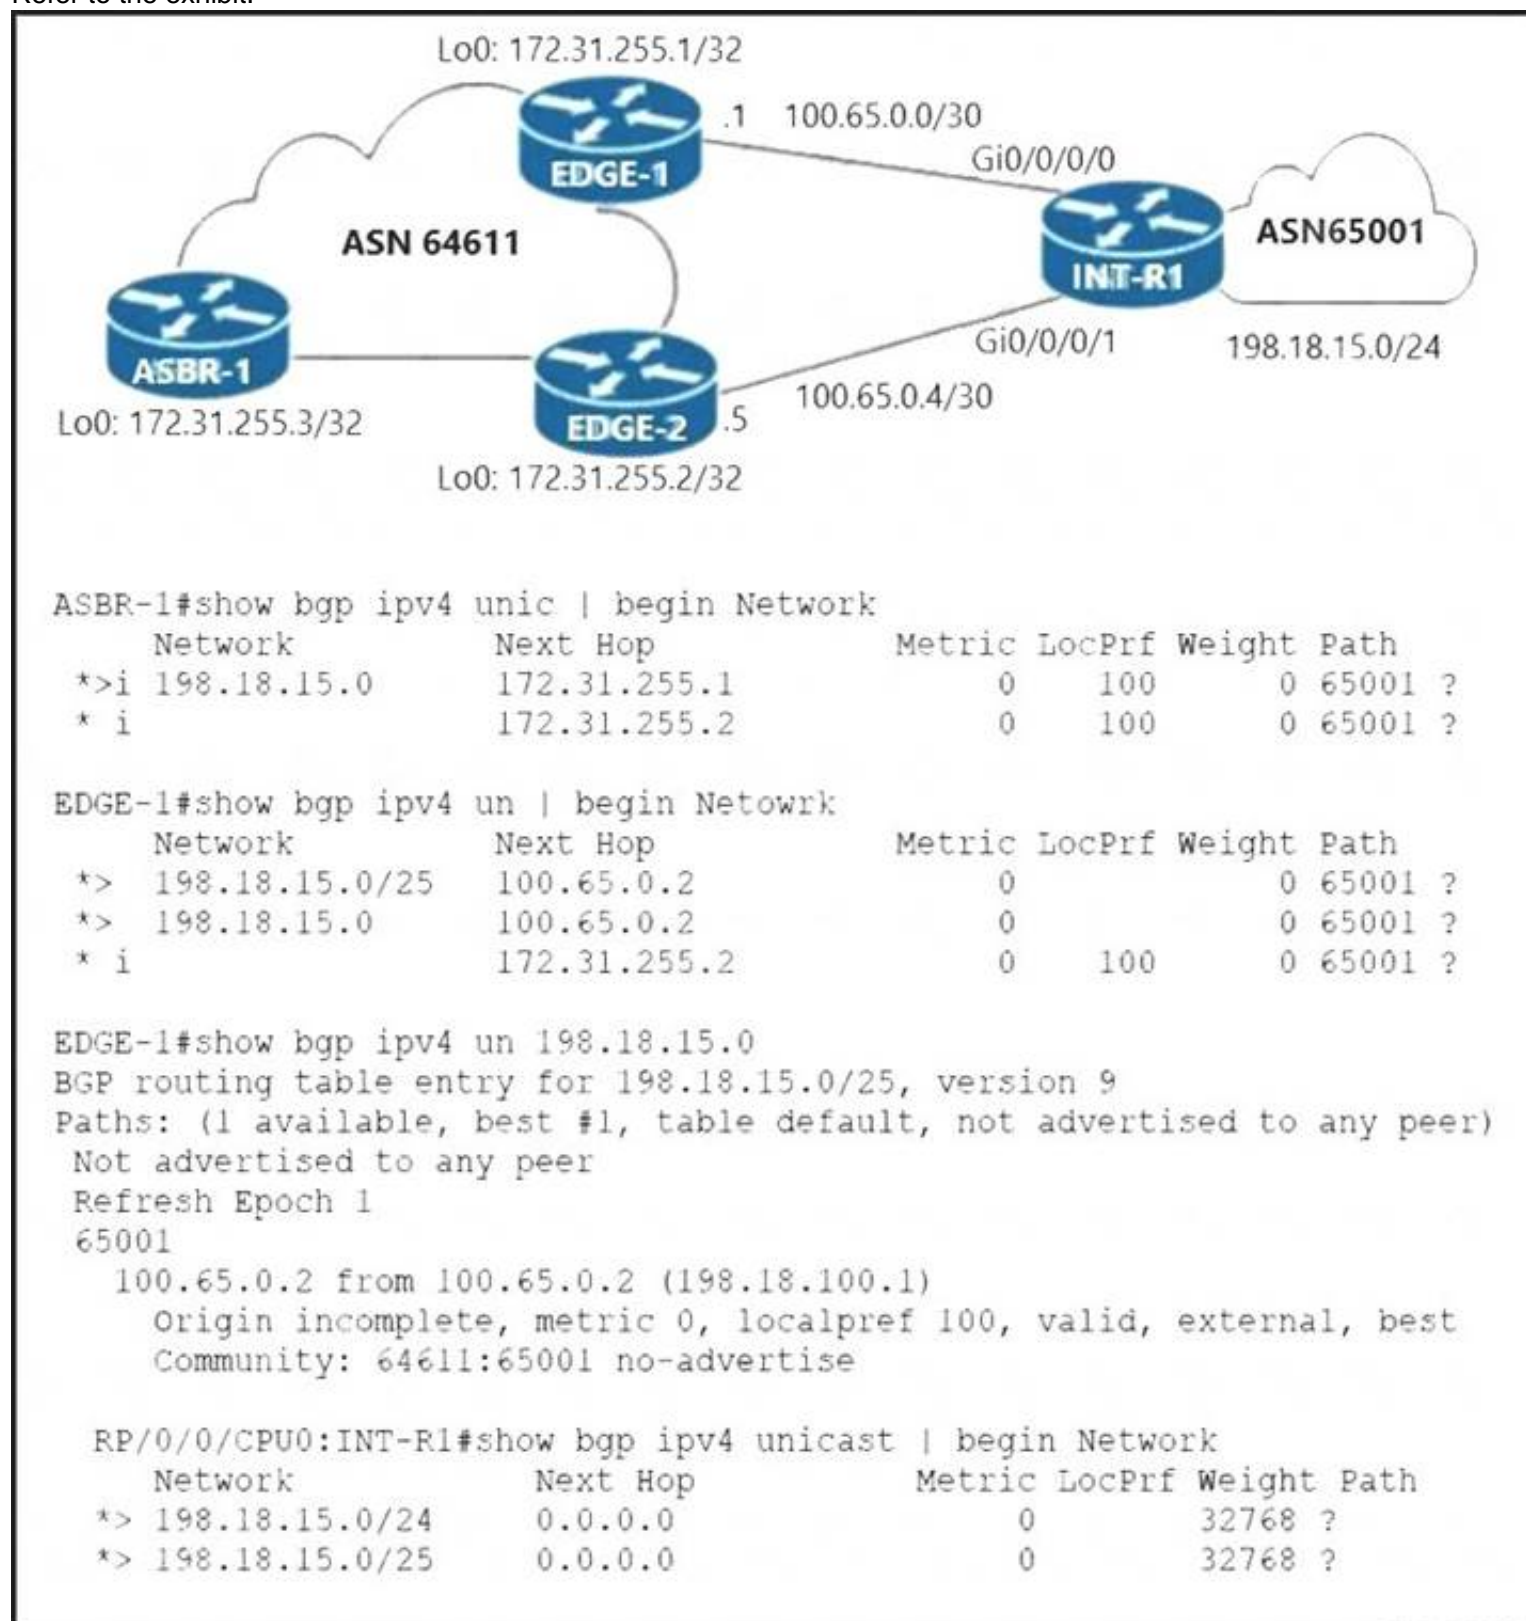 Refer to the exhibit.
Lo0: 172.31.255.1/32
.1 100.65.0.0/30
Gi0/0/0/0
EDGE-1
ASN 64611
ASN65001
INT-R1
Gi0/0/0/1
198.18.15.0/24
ASBR-1
100.65.0.4/30
Lo0: 172.31.255.3/32
EDGE-2
.5
Lo0: 172.31.255.2/32
ASBR-1#show bgp ipv4 unic | begin Network
Network Next Hop Metric LocPrf Weight Path
*>i 198.18.15.0 172.31.255.1 0 100 0 65001 ?
* i 172.31.255.2 0 100 0 65001 ?
EDGE-1#show bgp ipv4 un | begin Netowrk
Network Next Hop Metric LocPrf Weight Path
*> 198.18.15.0/25 100.65.0.2 0 0 65001 ?
*> 198.18.15.0 100.65.0.2 0 0 65001 ?
* i 172.31.255.2 0 100 0 65001 ?
EDGE-1#show bgp ipv4 un 198.18.15.0
BGP routing table entry for 198.18.15.0/25, version 9
Paths: (1 available, best #1, table default, not advertised to any peer)
Not advertised to any peer
Refresh Epoch 1
65001
100.65.0.2 from 100.65.0.2 (198.18.100.1)
Origin incomplete, metric 0, localpref 100, valid, external, best
Community: 64611:65001 no-advertise
RP/0/0/CPU0:INT-R1#show bgp ipv4 unicast | begin Network
Network Next Hop Metric LocPrf Weight Path
*> 198.18.15.0/24 0.0.0.0 0 32768 ?
*> 198.18.15.0/25 0.0.0.0 0 32768 ?